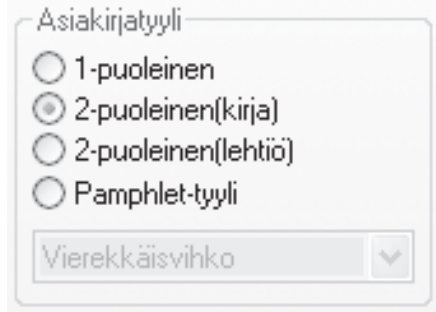 Asiakirjatyyli
1-puoleinen
2-puoleinen(kirja)
2-puoleinen(lehtiö)
Pamphlet-tyyli
Vierekkäisvihko